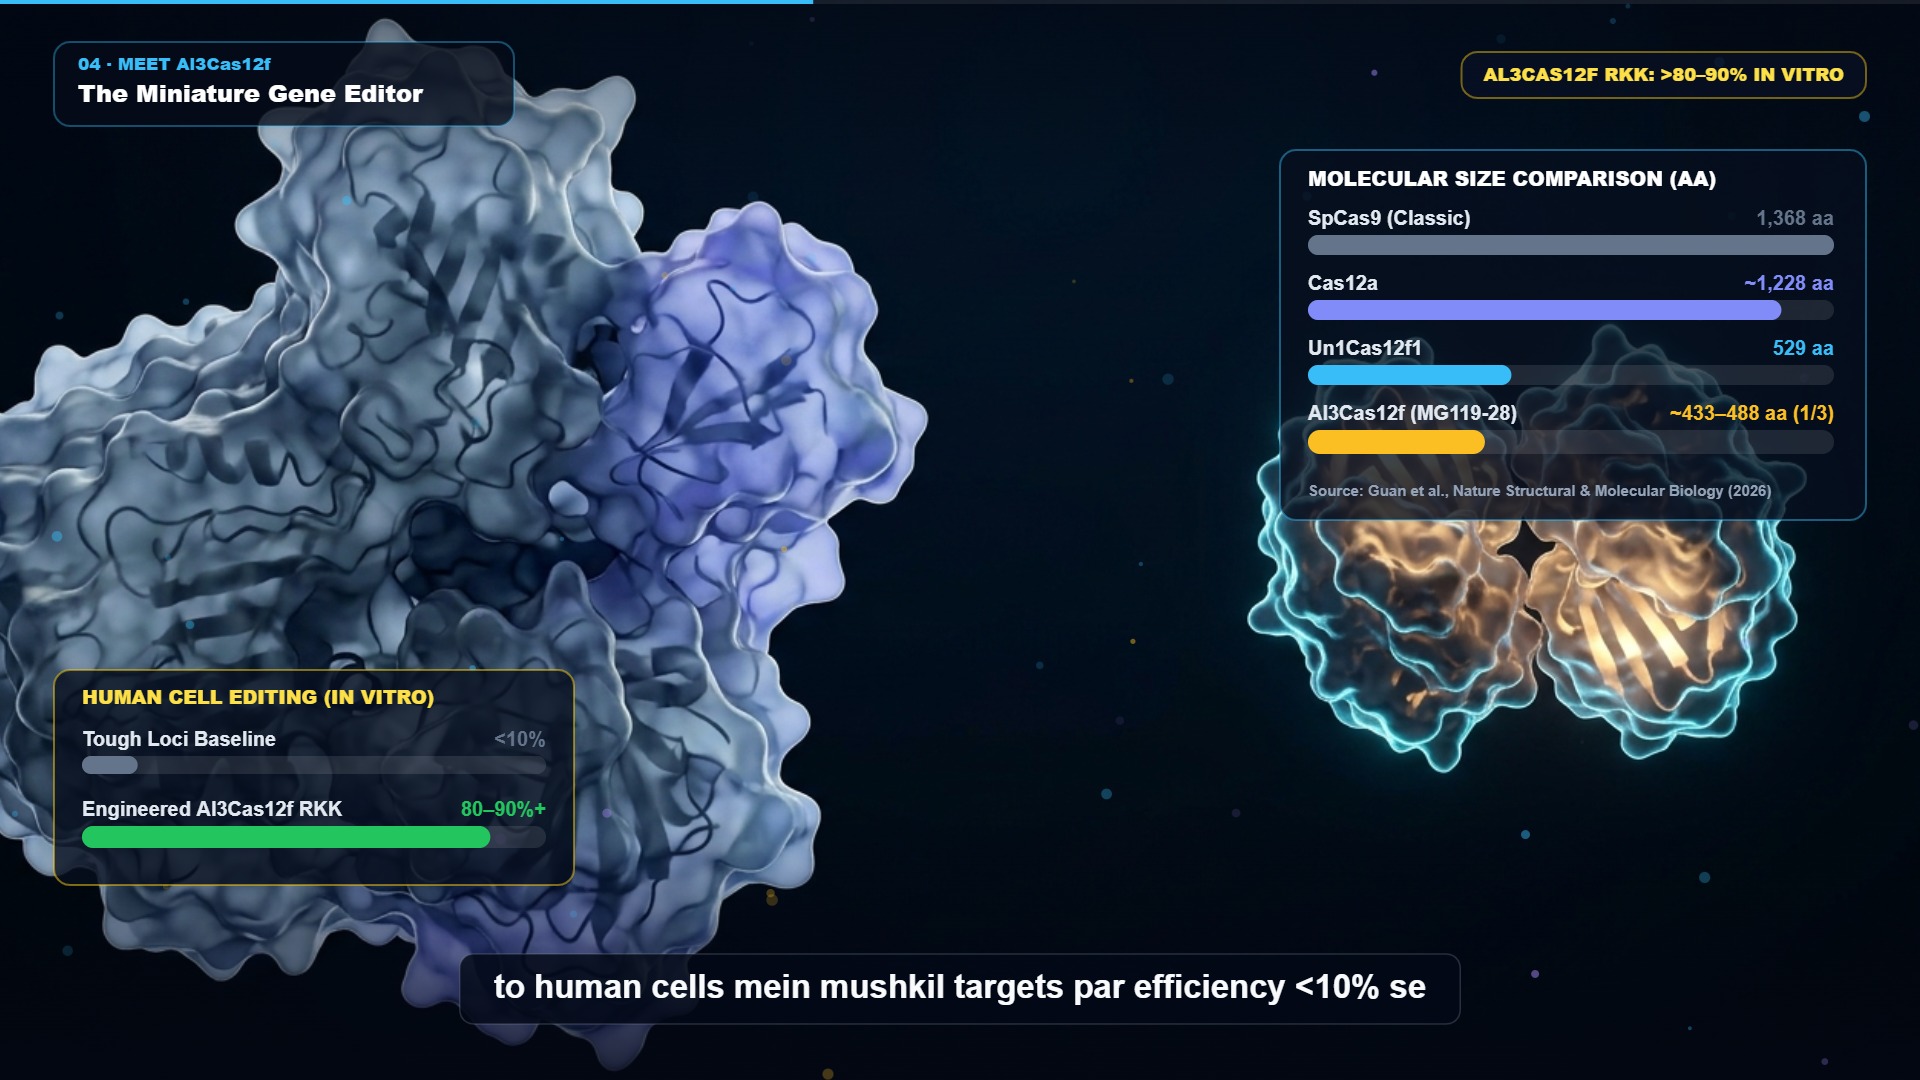 04 · MEET Al3Cas12f
The Miniature Gene Editor
AL3CAS12F RKK: >80–90% IN VITRO
MOLECULAR SIZE COMPARISON (AA)
SpCas9 (Classic) 1,368 aa
Cas12a ~1,228 aa
Un1Cas12f1 529 aa
Al3Cas12f (MG119-28) ~433–488 aa (1/3)
Source: Guan et al., Nature Structural & Molecular Biology (2026)
HUMAN CELL EDITING (IN VITRO)
Tough Loci Baseline <10%
Engineered Al3Cas12f RKK 80–90%+
to human cells mein mushkil targets par efficiency <10% se